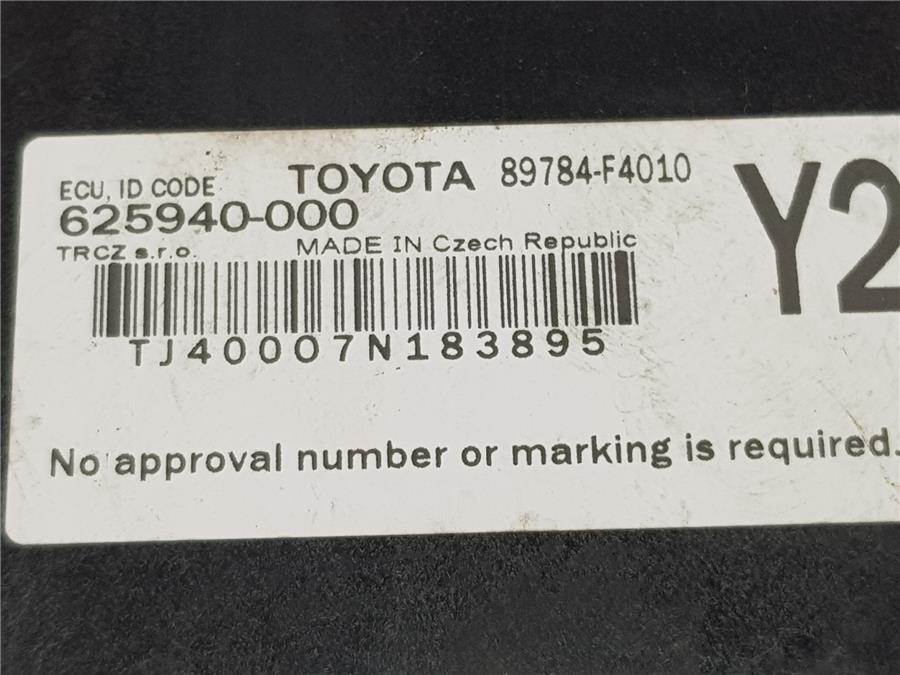 ECU, ID CODE TOYOTA 89784-F4010
625940-000
TRCZ s.r.o. MADE IN Czech Republic
Y2
TJ40007N183895
No approval number or marking is required.